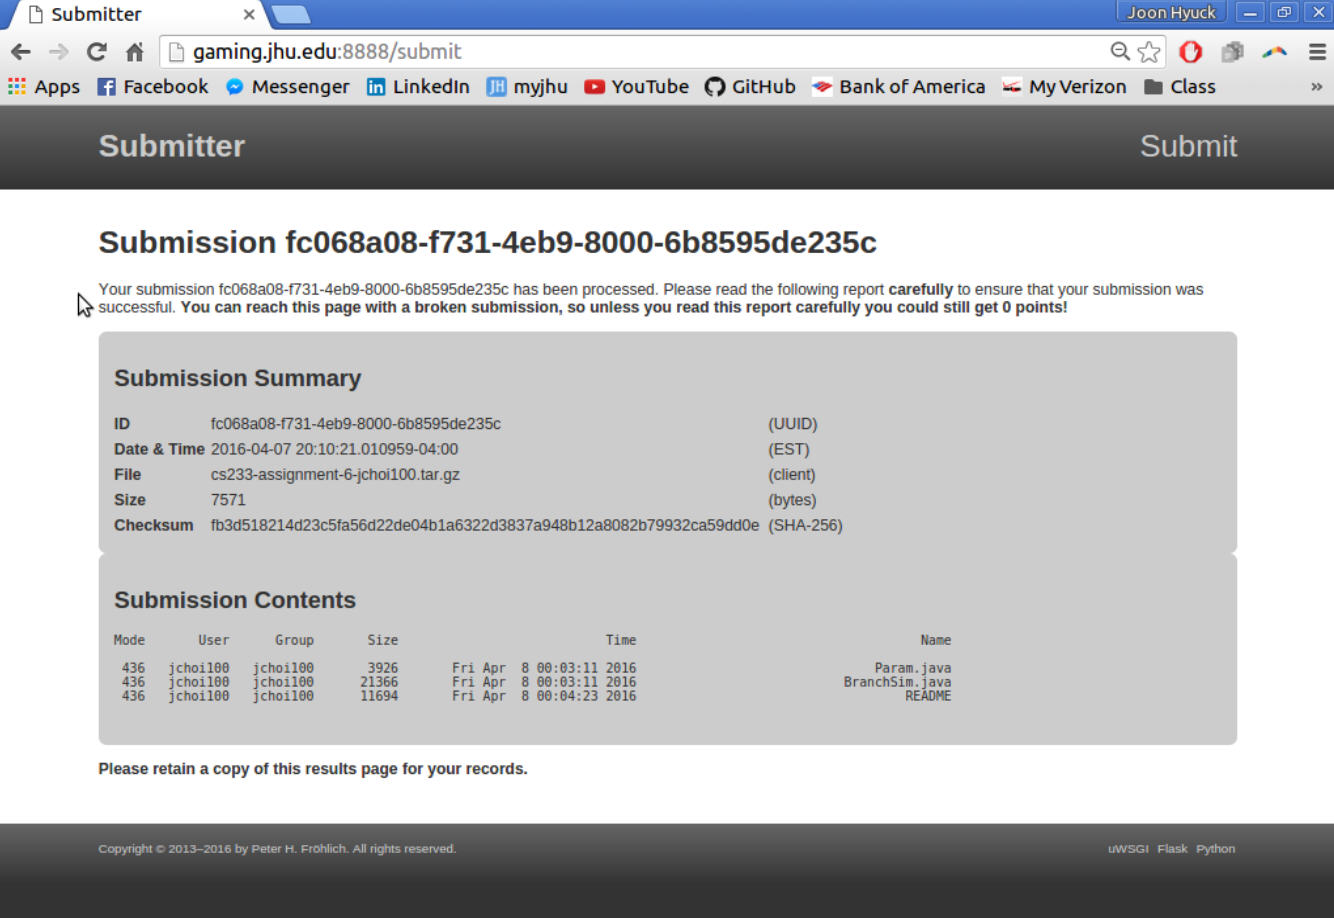 Submitter
Joon Hyuck
gaming.jhu.edu:8888/submit
Apps Facebook Messenger LinkedIn JH myjhu YouTube GitHub Bank of America My Verizon Class »
Submitter Submit
Submission fc068a08-f731-4eb9-8000-6b8595de235c
Your submission fc068a08-f731-4eb9-8000-6b8595de235c has been processed. Please read the following report carefully to ensure that your submission was
successful. You can reach this page with a broken submission, so unless you read this report carefully you could still get 0 points!
Submission Summary
ID fc068a08-f731-4eb9-8000-6b8595de235c (UUID)
Date & Time 2016-04-07 20:10:21.010959-04:00 (EST)
File cs233-assignment-6-jchoi100.tar.gz (client)
Size 7571 (bytes)
Checksum fb3d518214d23c5fa56d22de04b1a6322d3837a948b12a8082b79932ca59dd0e (SHA-256)
Submission Contents
Mode User Group Size Time Name
436 jchoi100 jchoi100 3926 Fri Apr 8 00:03:11 2016 Param.java
436 jchoi100 jchoi100 21366 Fri Apr 8 00:03:11 2016 BranchSim.java
436 jchoi100 jchoi100 11694 Fri Apr 8 00:04:23 2016 README
Please retain a copy of this results page for your records.
Copyright © 2013–2016 by Peter H. Fröhlich. All rights reserved. uWSGI Flask Python